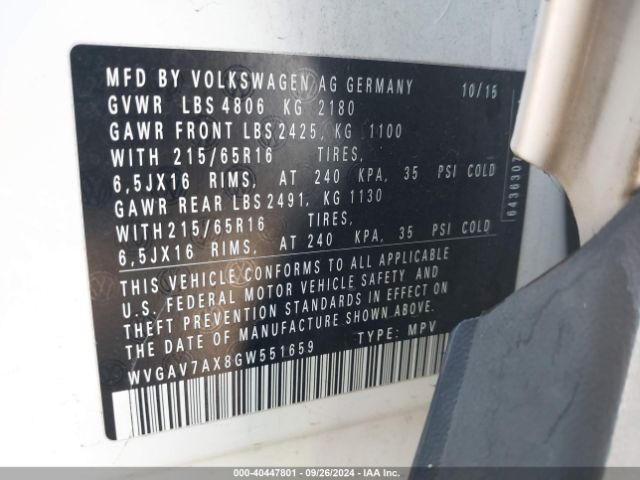 MFD BY VOLKSWAGEN AG GERMANY 10/15
GVWR LBS 4806 KG 2180
GAWR FRONT LBS 2425, KG 1100
WITH 215/65R16 TIRES,
6,5JX16 RIMS, AT 240 KPA, 35 PSI COLD
GAWR REAR LBS 2491, KG 1130
WITH 215/65R16 TIRES,
6,5JX16 RIMS, AT 240 KPA, 35 PSI COLD
THIS VEHICLE CONFORMS TO ALL APPLICABLE
U.S. FEDERAL MOTOR VEHICLE SAFETY AND
THEFT PREVENTION STANDARDS IN EFFECT ON
THE DATE OF MANUFACTURE SHOWN ABOVE.
WVGAV7AX8GW551659 TYPE: MPV
6436307
000-40447801 - 09/26/2024 - IAA Inc.